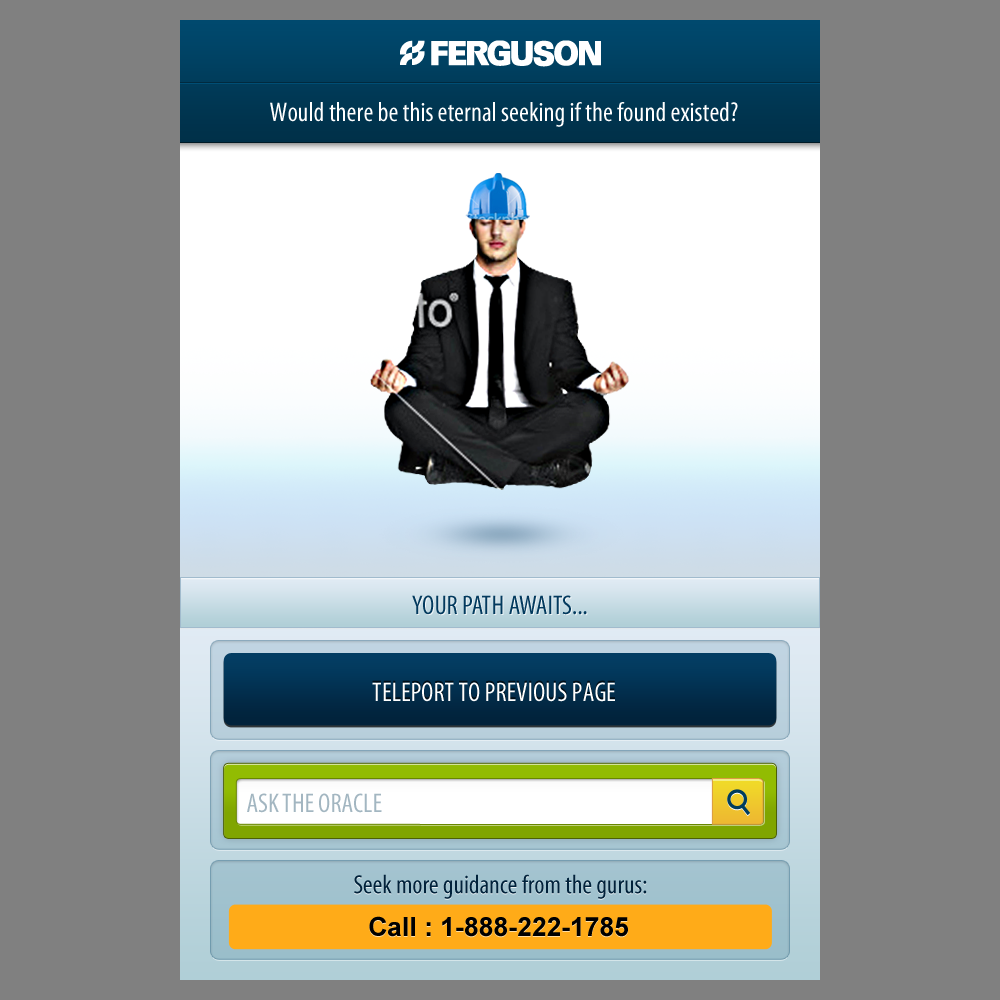 FERGUSON
Would there be this eternal seeking if the found existed?
to®
YOUR PATH AWAITS...
TELEPORT TO PREVIOUS PAGE
ASK THE ORACLE
Seek more guidance from the gurus:
Call : 1-888-222-1785